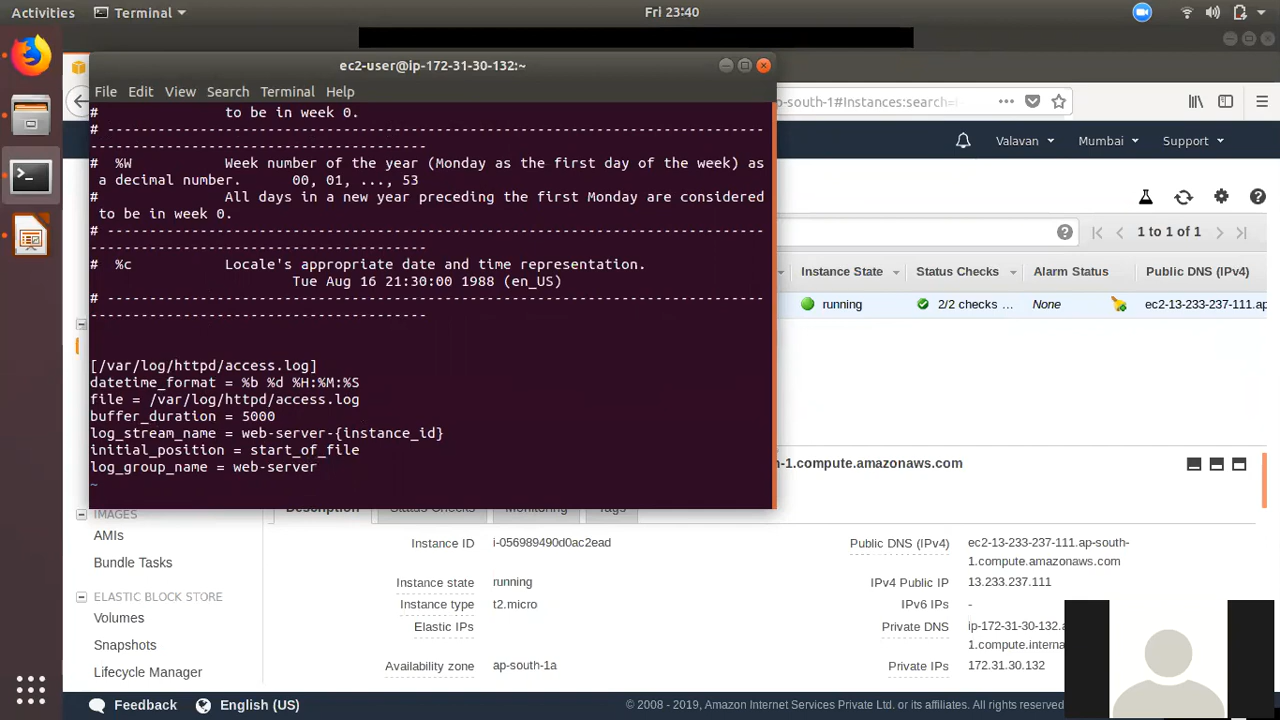 Activities
Terminal
Fri 23:40
ec2-user@ip-172-31-30-132:~
File Edit View Search Terminal Help
# to be in week 0.
# -------------------------------------------------------------------------------
----------------------------------------
# %W Week number of the year (Monday as the first day of the week) as
a decimal number. 00, 01, ..., 53
# All days in a new year preceding the first Monday are considered
to be in week 0.
# -------------------------------------------------------------------------------
----------------------------------------
# %c Locale's appropriate date and time representation.
Tue Aug 16 21:30:00 1988 (en_US)
# -------------------------------------------------------------------------------
----------------------------------------
[/var/log/httpd/access.log]
datetime_format = %b %d %H:%M:%S
file = /var/log/httpd/access.log
buffer_duration = 5000
log_stream_name = web-server-{instance_id}
initial_position = start_of_file
log_group_name = web-server
~
p-south-1#Instances:search=i-
Valavan
Mumbai
Support
1 to 1 of 1
Instance State
Status Checks
Alarm Status
Public DNS (IPv4)
running
2/2 checks ...
None
ec2-13-233-237-111.ap
-1.compute.amazonaws.com
Description
Status Checks
Monitoring
Tags
IMAGES
AMIs
Bundle Tasks
ELASTIC BLOCK STORE
Volumes
Snapshots
Lifecycle Manager
Instance ID i-056989490d0ac2ead
Instance state running
Instance type t2.micro
Elastic IPs
Availability zone ap-south-1a
Public DNS (IPv4) ec2-13-233-237-111.ap-south-
1.compute.amazonaws.com
IPv4 Public IP 13.233.237.111
IPv6 IPs -
Private DNS ip-172-31-30-132.a
1.compute.interna
Private IPs 172.31.30.132
Feedback
English (US)
© 2008 - 2019, Amazon Internet Services Private Ltd. or its affiliates. All rights reserved